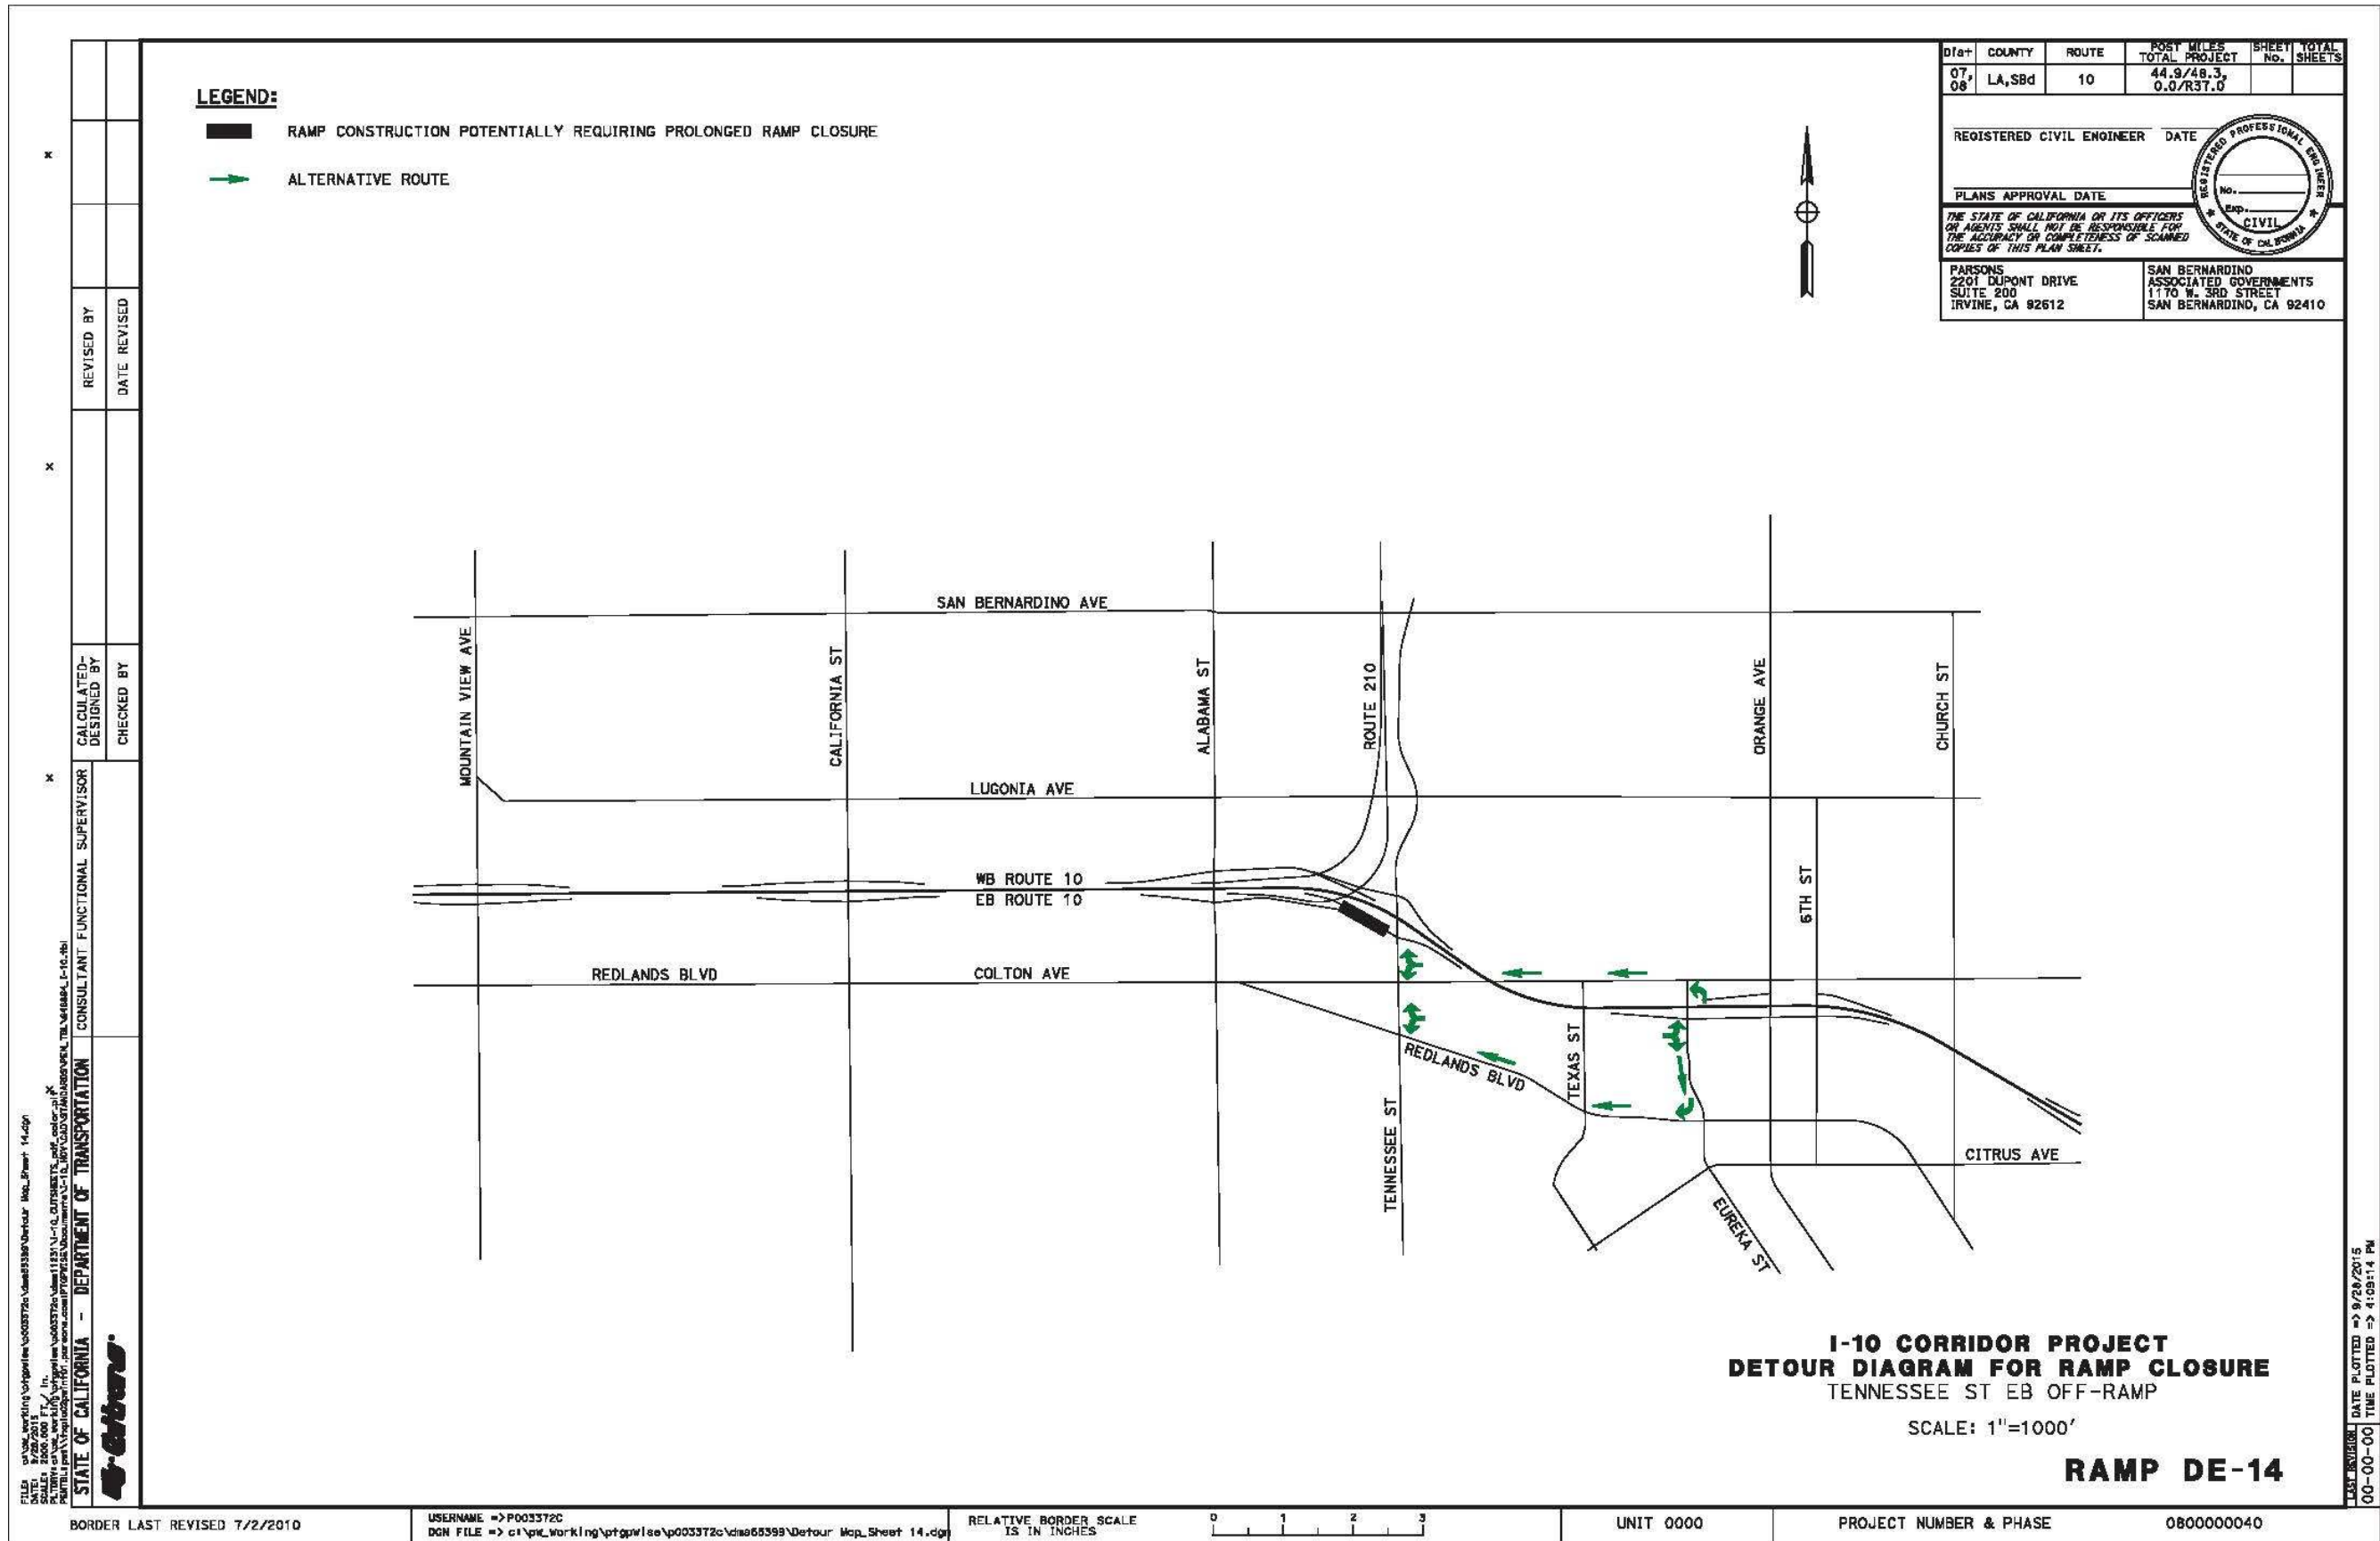 LEGEND:
RAMP CONSTRUCTION POTENTIALLY REQUIRING PROLONGED RAMP CLOSURE
ALTERNATIVE ROUTE
Dist COUNTY ROUTE POST MILES TOTAL PROJECT SHEET No. TOTAL SHEETS
07, 08 LA,SBd 10 44.9/48.3, 0.0/R37.0
REGISTERED CIVIL ENGINEER DATE
PLANS APPROVAL DATE
REGISTERED PROFESSIONAL ENGINEER
No.
Exp.
CIVIL
STATE OF CALIFORNIA
THE STATE OF CALIFORNIA OR ITS OFFICERS
OR AGENTS SHALL NOT BE RESPONSIBLE FOR
THE ACCURACY OR COMPLETENESS OF SCANNED
COPIES OF THIS PLAN SHEET.
PARSONS
2201 DUPONT DRIVE
SUITE 200
IRVINE, CA 92612
SAN BERNARDINO
ASSOCIATED GOVERNMENTS
1170 W. 3RD STREET
SAN BERNARDINO, CA 92410
x
x
x
x
REVISED BY
DATE REVISED
CALCULATED-
DESIGNED BY
CHECKED BY
CONSULTANT FUNCTIONAL SUPERVISOR
STATE OF CALIFORNIA - DEPARTMENT OF TRANSPORTATION
Caltrans
SAN BERNARDINO AVE
MOUNTAIN VIEW AVE
CALIFORNIA ST
ALABAMA ST
ROUTE 210
ORANGE AVE
CHURCH ST
LUGONIA AVE
WB ROUTE 10
EB ROUTE 10
6TH ST
REDLANDS BLVD
COLTON AVE
REDLANDS BLVD
TEXAS ST
TENNESSEE ST
CITRUS AVE
EUREKA ST
I-10 CORRIDOR PROJECT
DETOUR DIAGRAM FOR RAMP CLOSURE
TENNESSEE ST EB OFF-RAMP
SCALE: 1"=1000'
RAMP DE-14
DATE PLOTTED => 9/28/2015
TIME PLOTTED => 4:09:14 PM
LAST REVISION
00-00-00
BORDER LAST REVISED 7/2/2010
USERNAME =>P003372C
DGN FILE => c:\pw_working\ptgpwise\p003372c\dms65399\Detour Map_Sheet 14.dgn
RELATIVE BORDER SCALE
IS IN INCHES
0 1 2 3
UNIT 0000
PROJECT NUMBER & PHASE
0800000040